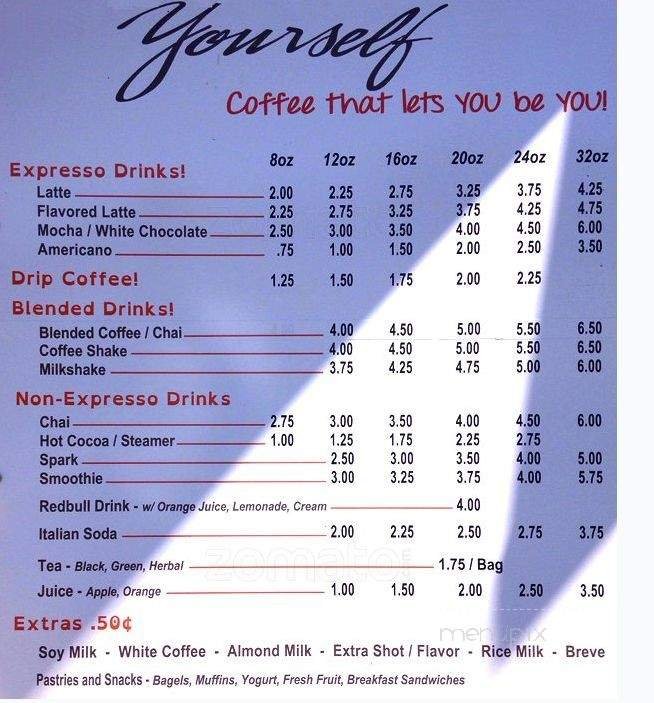 Yourself
Coffee that lets YOU be YOU!
8oz 12oz 16oz 20oz 24oz 32oz
Expresso Drinks!
Latte 2.00 2.25 2.75 3.25 3.75 4.25
Flavored Latte 2.25 2.75 3.25 3.75 4.25 4.75
Mocha / White Chocolate 2.50 3.00 3.50 4.00 4.50 6.00
Americano .75 1.00 1.50 2.00 2.50 3.50
Drip Coffee! 1.25 1.50 1.75 2.00 2.25
Blended Drinks!
Blended Coffee / Chai 4.00 4.50 5.00 5.50 6.50
Coffee Shake 4.00 4.50 5.00 5.50 6.50
Milkshake 3.75 4.25 4.75 5.00 6.00
Non-Expresso Drinks
Chai 2.75 3.00 3.50 4.00 4.50 6.00
Hot Cocoa / Steamer 1.00 1.25 1.75 2.25 2.75
Spark 2.50 3.00 3.50 4.00 5.00
Smoothie 3.00 3.25 3.75 4.00 5.75
Redbull Drink - w/ Orange Juice, Lemonade, Cream 4.00
Italian Soda 2.00 2.25 2.50 2.75 3.75
zomato
Tea - Black, Green, Herbal 1.75 / Bag
Juice - Apple, Orange 1.00 1.50 2.00 2.50 3.50
Extras .50¢
menupix
Soy Milk - White Coffee - Almond Milk - Extra Shot / Flavor - Rice Milk - Breve
Pastries and Snacks - Bagels, Muffins, Yogurt, Fresh Fruit, Breakfast Sandwiches